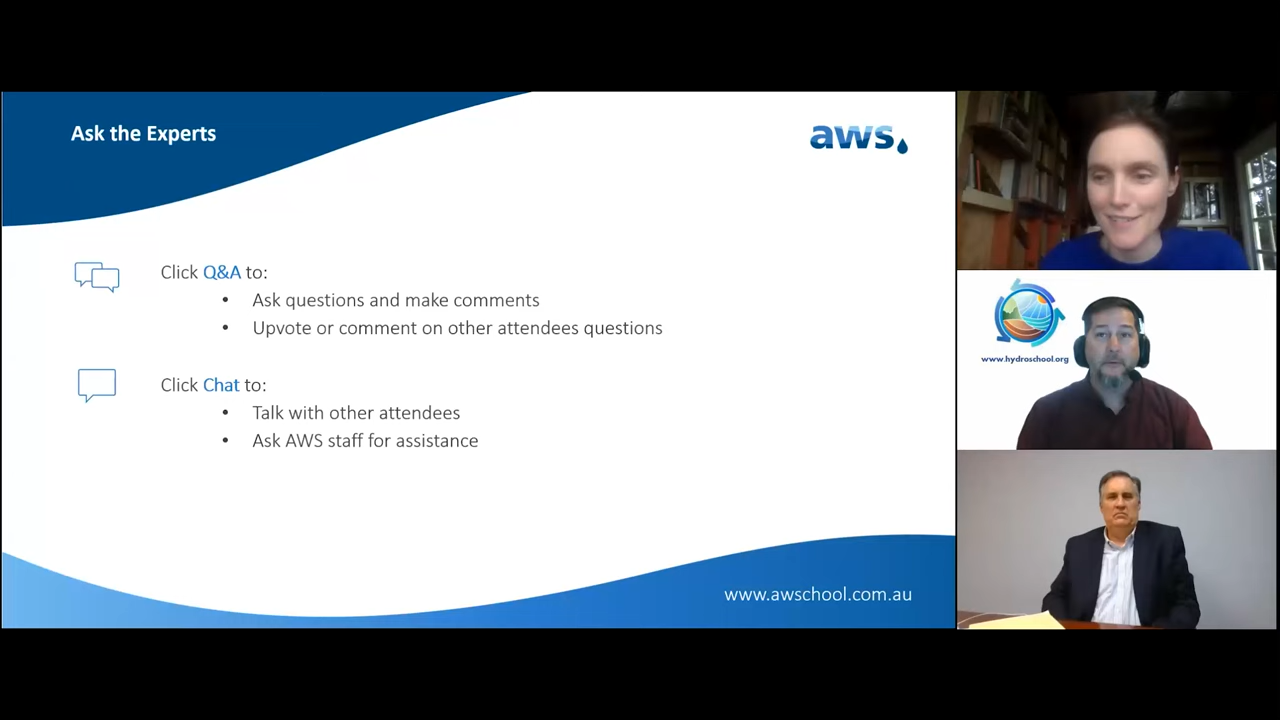 Ask the Experts
aws
Click Q&A to:
• Ask questions and make comments
• Upvote or comment on other attendees questions
Click Chat to:
• Talk with other attendees
• Ask AWS staff for assistance
www.awschool.com.au
www.hydroschool.org